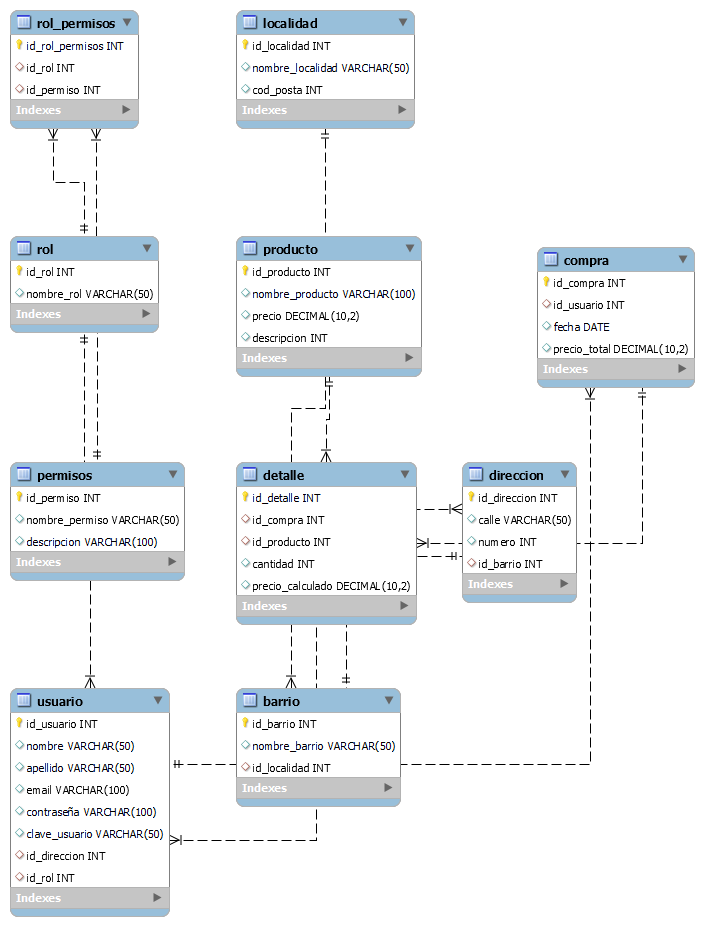 rol_permisos
id_rol_permisos INT
id_rol INT
id_permiso INT
Indexes
localidad
id_localidad INT
nombre_localidad VARCHAR(50)
cod_posta INT
Indexes
rol
id_rol INT
nombre_rol VARCHAR(50)
Indexes
producto
id_producto INT
nombre_producto VARCHAR(100)
precio DECIMAL(10,2)
descripcion INT
Indexes
compra
id_compra INT
id_usuario INT
fecha DATE
precio_total DECIMAL(10,2)
Indexes
permisos
id_permiso INT
nombre_permiso VARCHAR(50)
descripcion VARCHAR(100)
Indexes
detalle
id_detalle INT
id_compra INT
id_producto INT
cantidad INT
precio_calculado DECIMAL(10,2)
Indexes
direccion
id_direccion INT
calle VARCHAR(50)
numero INT
id_barrio INT
Indexes
usuario
id_usuario INT
nombre VARCHAR(50)
apellido VARCHAR(50)
email VARCHAR(100)
contraseña VARCHAR(100)
clave_usuario VARCHAR(50)
id_direccion INT
id_rol INT
Indexes
barrio
id_barrio INT
nombre_barrio VARCHAR(50)
id_localidad INT
Indexes